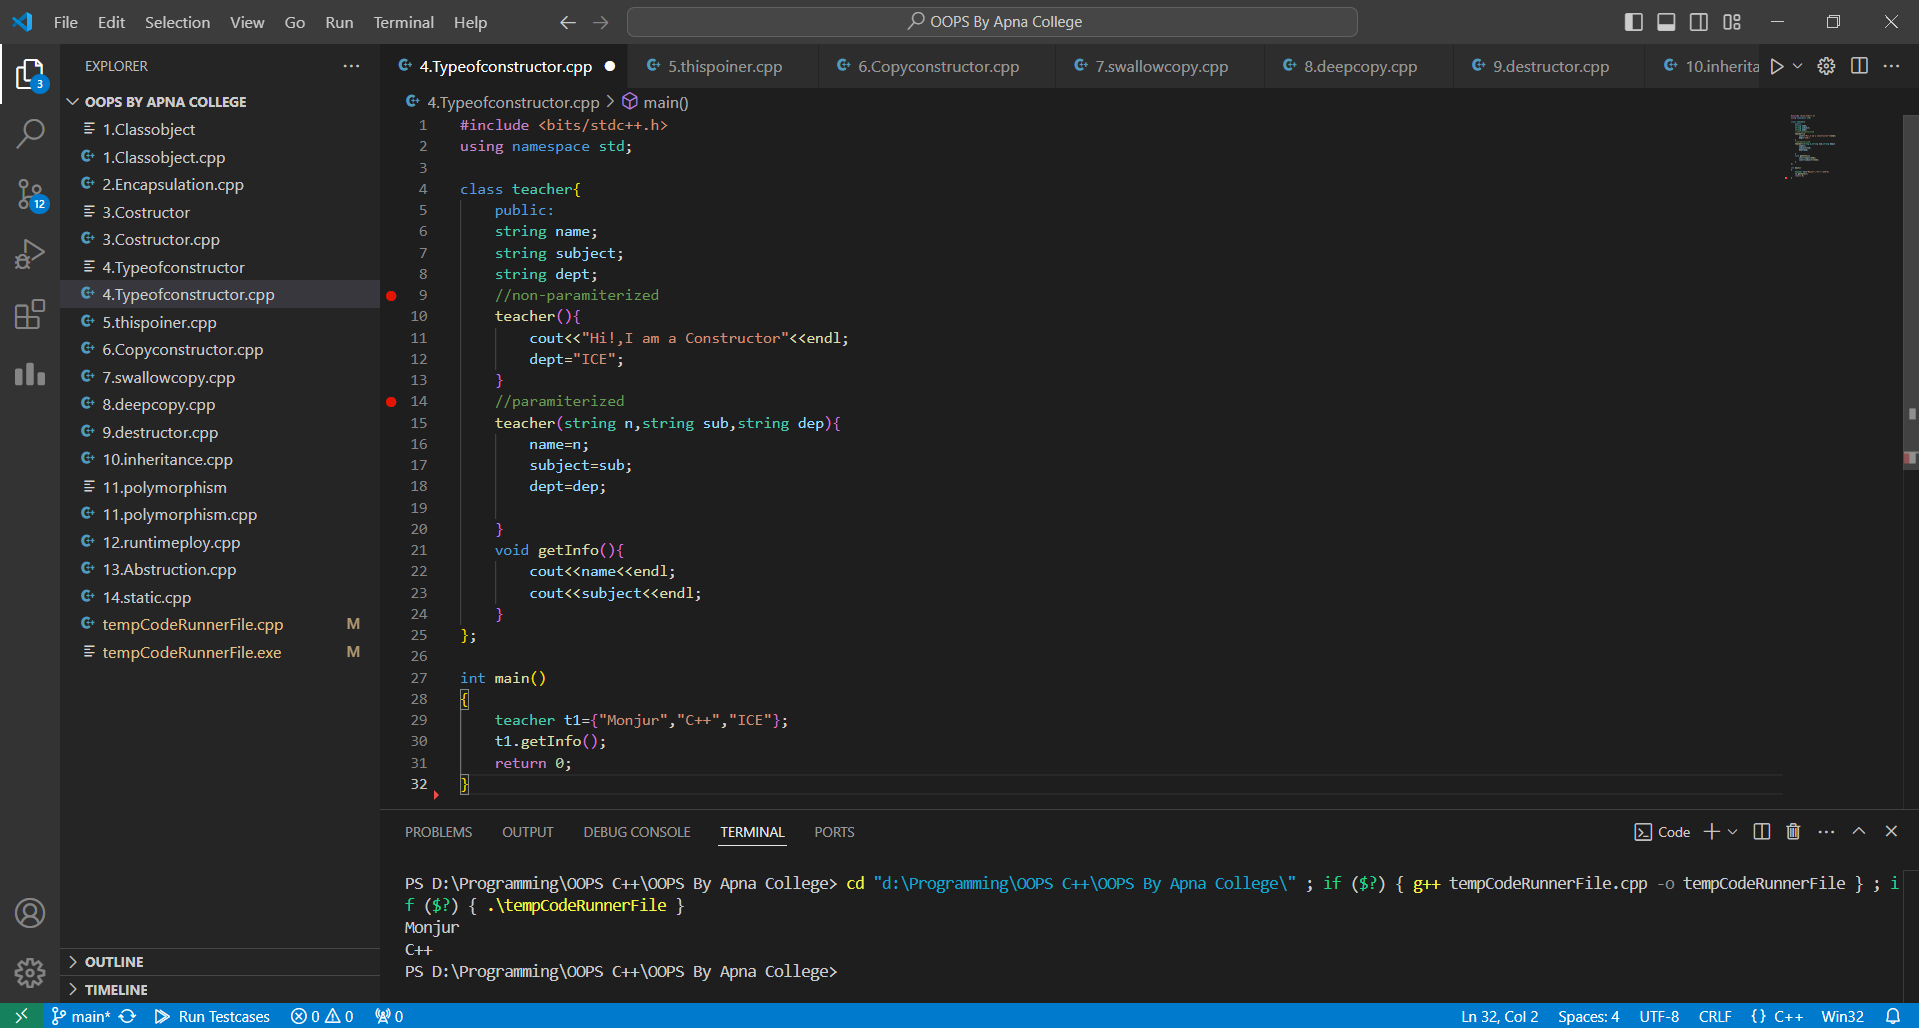 File Edit Selection View Go Run Terminal Help
OOPS By Apna College
EXPLORER
OOPS BY APNA COLLEGE
1.Classobject
1.Classobject.cpp
2.Encapsulation.cpp
3.Costructor
3.Costructor.cpp
4.Typeofconstructor
4.Typeofconstructor.cpp
5.thispoiner.cpp
6.Copyconstructor.cpp
7.swallowcopy.cpp
8.deepcopy.cpp
9.destructor.cpp
10.inheritance.cpp
11.polymorphism
11.polymorphism.cpp
12.runtimeploy.cpp
13.Abstruction.cpp
14.static.cpp
tempCodeRunnerFile.cpp M
tempCodeRunnerFile.exe M
OUTLINE
TIMELINE
3
12
4.Typeofconstructor.cpp 5.thispoiner.cpp 6.Copyconstructor.cpp 7.swallowcopy.cpp 8.deepcopy.cpp 9.destructor.cpp 10.inherita
4.Typeofconstructor.cpp > main()
1 #include <bits/stdc++.h>
2 using namespace std;
3
4 class teacher{
5 public:
6 string name;
7 string subject;
8 string dept;
9 //non-paramiterized
10 teacher(){
11 cout<<"Hi!,I am a Constructor"<<endl;
12 dept="ICE";
13 }
14 //paramiterized
15 teacher(string n,string sub,string dep){
16 name=n;
17 subject=sub;
18 dept=dep;
19
20 }
21 void getInfo(){
22 cout<<name<<endl;
23 cout<<subject<<endl;
24 }
25 };
26
27 int main()
28 {
29 teacher t1={"Monjur","C++","ICE"};
30 t1.getInfo();
31 return 0;
32 }
PROBLEMS OUTPUT DEBUG CONSOLE TERMINAL PORTS
Code
PS D:\Programming\OOPS C++\OOPS By Apna College> cd "d:\Programming\OOPS C++\OOPS By Apna College\" ; if ($?) { g++ tempCodeRunnerFile.cpp -o tempCodeRunnerFile } ; i
f ($?) { .\tempCodeRunnerFile }
Monjur
C++
PS D:\Programming\OOPS C++\OOPS By Apna College>
main* Run Testcases 0 0 0 Ln 32, Col 2 Spaces: 4 UTF-8 CRLF {} C++ Win32